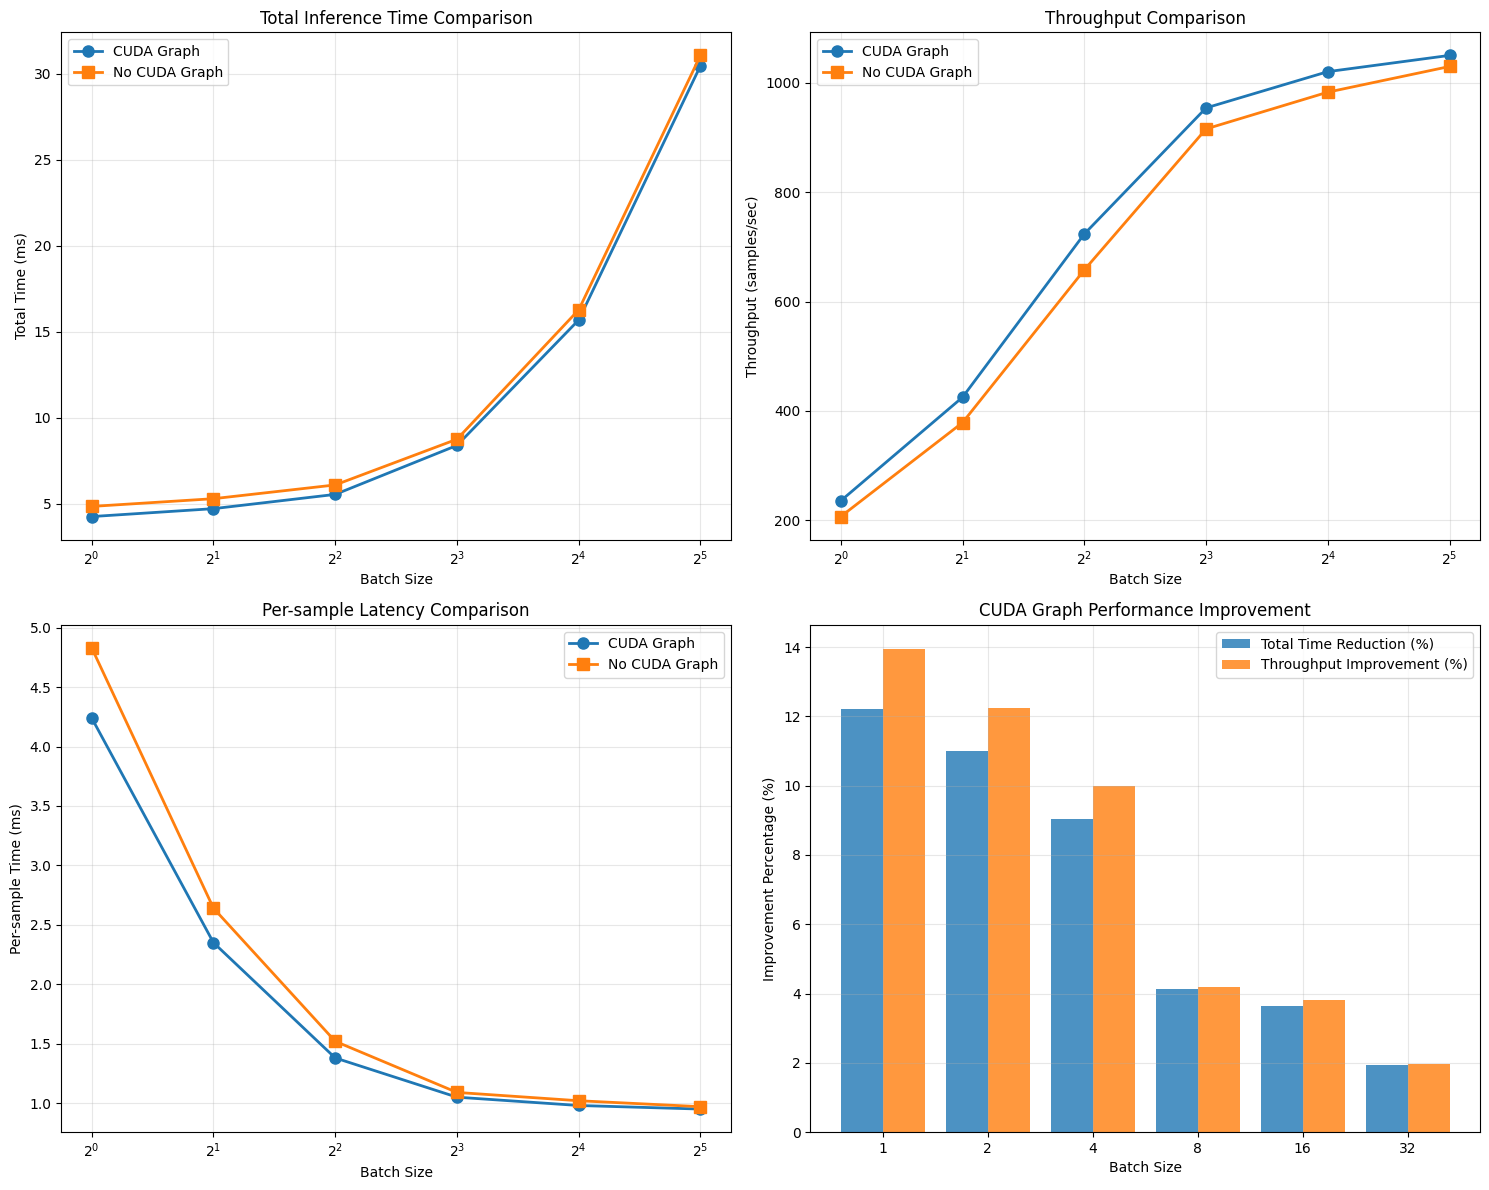 Total Inference Time Comparison
CUDA Graph
No CUDA Graph
Total Time (ms)
30
25
20
15
10
5
2⁰ 2¹ 2² 2³ 2⁴ 2⁵
Batch Size
Throughput Comparison
CUDA Graph
No CUDA Graph
Throughput (samples/sec)
1000
800
600
400
200
2⁰ 2¹ 2² 2³ 2⁴ 2⁵
Batch Size
Per-sample Latency Comparison
CUDA Graph
No CUDA Graph
Per-sample Time (ms)
5.0
4.5
4.0
3.5
3.0
2.5
2.0
1.5
1.0
2⁰ 2¹ 2² 2³ 2⁴ 2⁵
Batch Size
CUDA Graph Performance Improvement
Total Time Reduction (%)
Throughput Improvement (%)
Improvement Percentage (%)
14
12
10
8
6
4
2
0
1 2 4 8 16 32
Batch Size